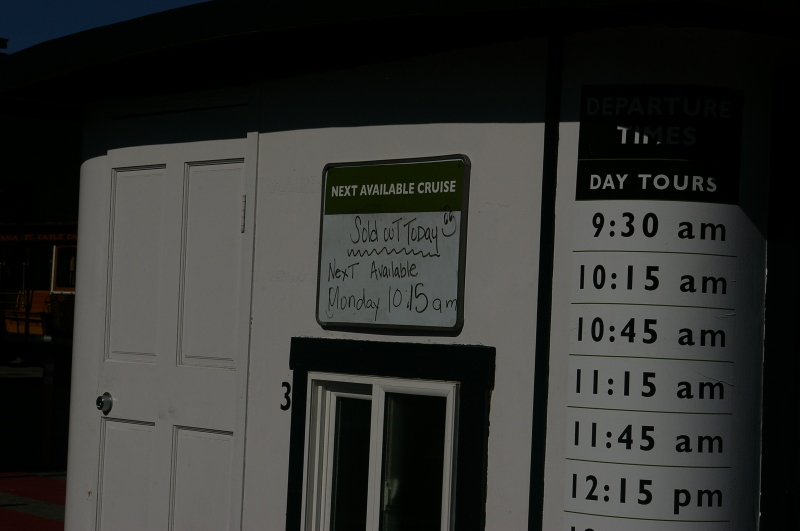 NEXT AVAILABLE CRUISE
Sold ouT Today
NexT Available
Monday 10:15 am
3
DEPARTURE
TIMES
DAY TOURS
9:30 am
10:15 am
10:45 am
11:15 am
11:45 am
12:15 pm